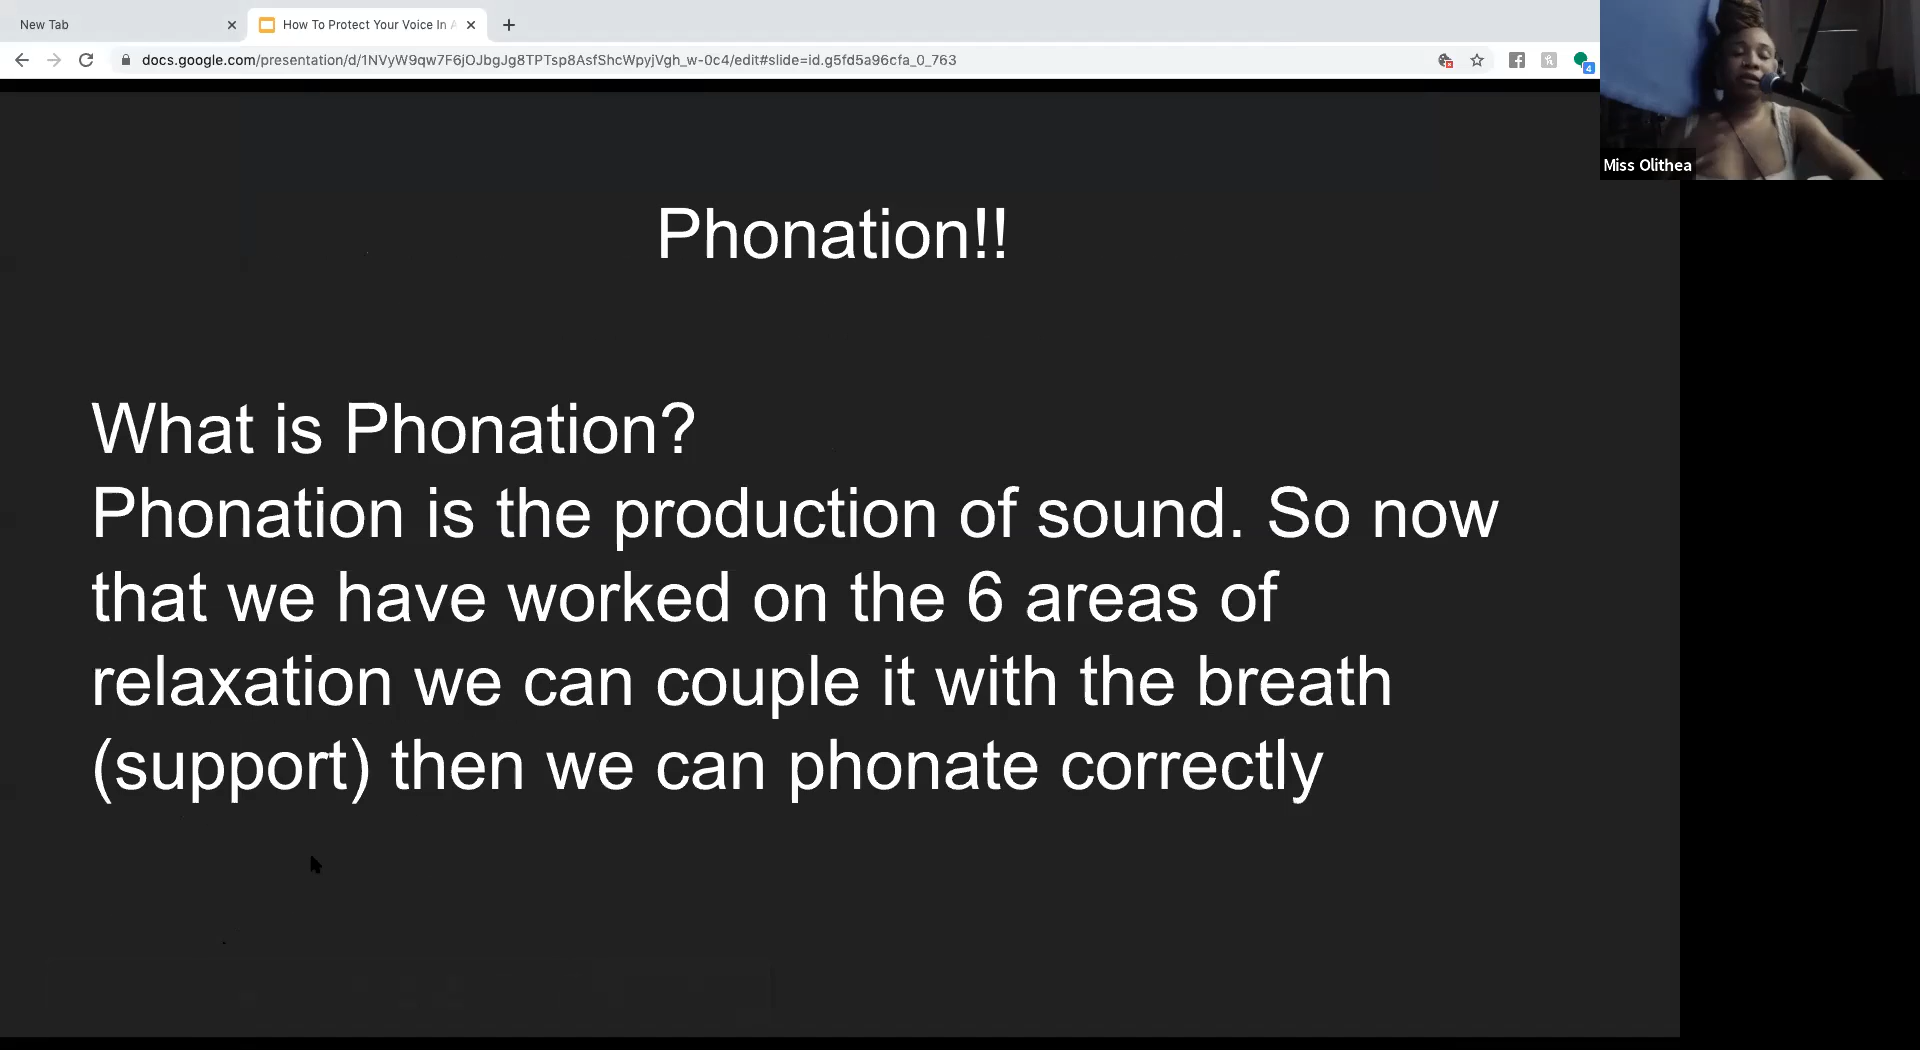 New Tab
How To Protect Your Voice In
docs.google.com/presentation/d/1NVyW9qw7F6jOJbgJg8TPTsp8AsfShcWpyjVgh_w-0c4/edit#slide=id.g5fd5a96cfa_0_763
4
Miss Olithea
Phonation!!
What is Phonation?
Phonation is the production of sound. So now
that we have worked on the 6 areas of
relaxation we can couple it with the breath
(support) then we can phonate correctly